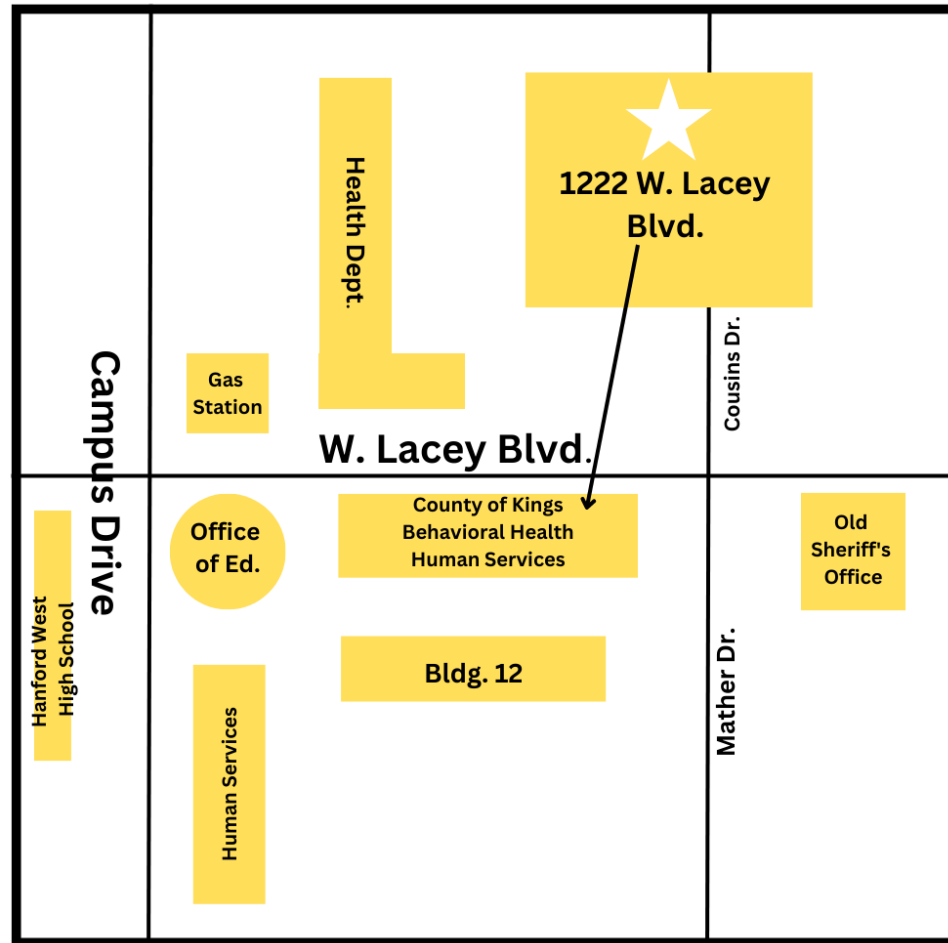 Health Dept.
1222 W. Lacey
Blvd.
Gas
Station
Cousins Dr.
Campus Drive
W. Lacey Blvd.
Office
of Ed.
County of Kings
Behavioral Health
Human Services
Old
Sheriff's
Office
Hanford West
High School
Bldg. 12
Mather Dr.
Human Services